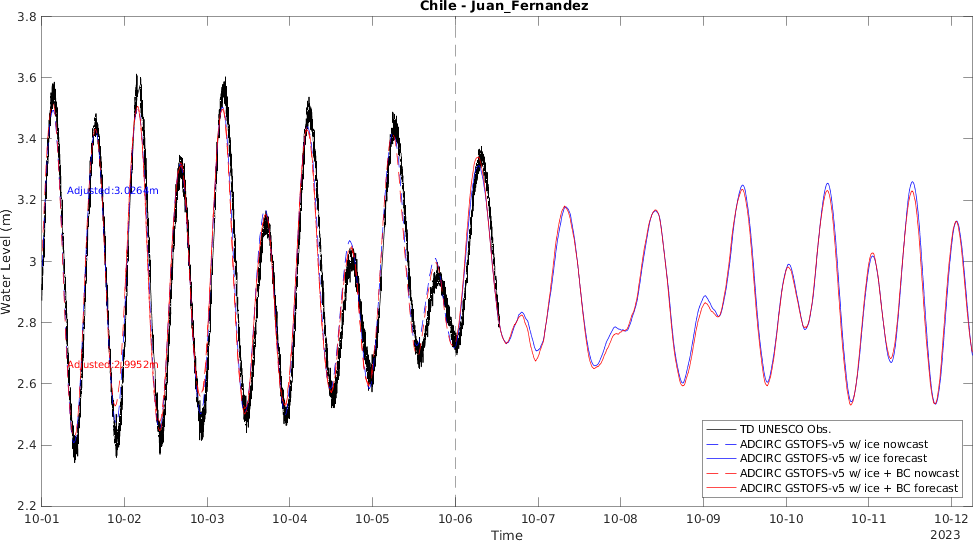 Chile - Juan_Fernandez
3.8
3.6
3.4
3.2
3
2.8
2.6
2.4
2.2
Water Level (m)
Adjusted:3.0264m
Adjusted:2.9952m
TD UNESCO Obs.
ADCIRC GSTOFS-v5 w/ ice nowcast
ADCIRC GSTOFS-v5 w/ ice forecast
ADCIRC GSTOFS-v5 w/ ice + BC nowcast
ADCIRC GSTOFS-v5 w/ ice + BC forecast
10-01 10-02 10-03 10-04 10-05 10-06 10-07 10-08 10-09 10-10 10-11 10-12
Time
2023